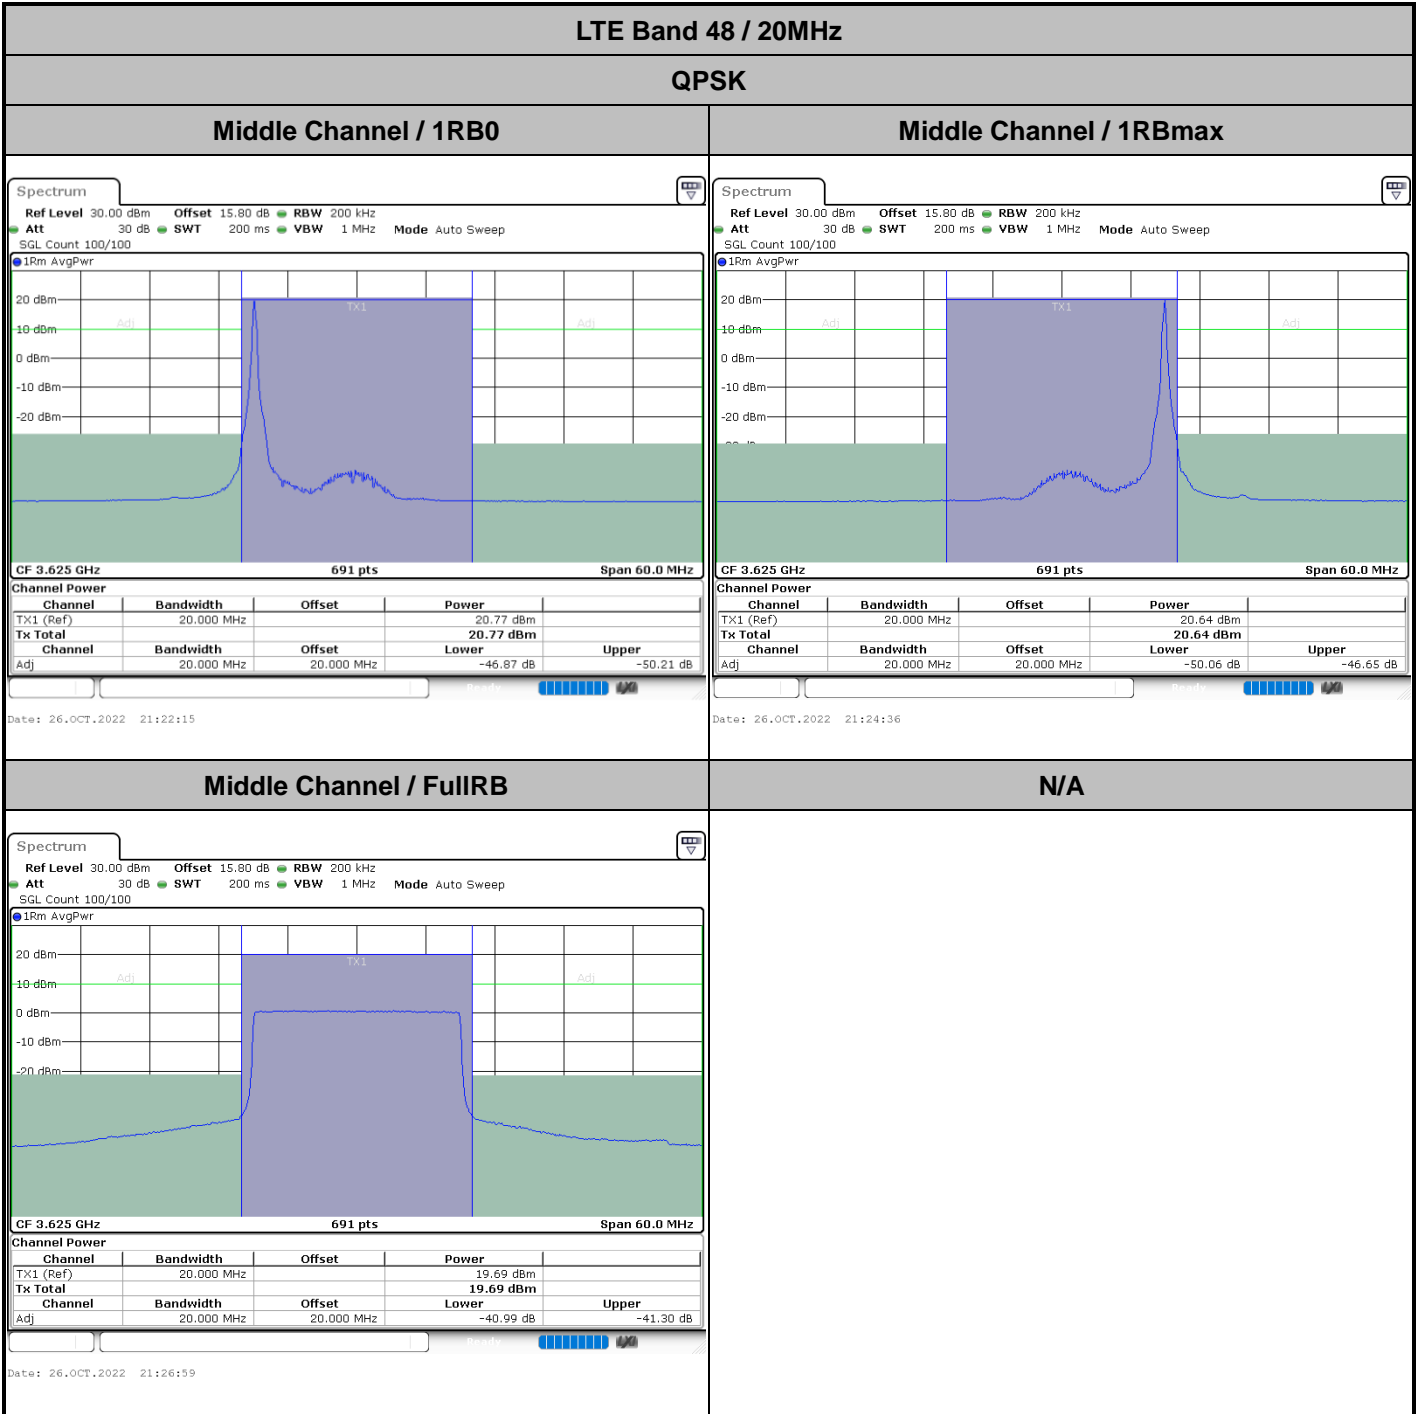 LTE Band 48 / 20MHz
QPSK
Middle Channel / 1RB0
Middle Channel / 1RBmax
Spectrum
Ref Level 30.00 dBm Offset 15.80 dB RBW 200 kHz
Att 30 dB SWT 200 ms VBW 1 MHz Mode Auto Sweep
SGL Count 100/100
1Rm AvgPwr
20 dBm
10 dBm
0 dBm
-10 dBm
-20 dBm
Adj
TX1
Adj
CF 3.625 GHz 691 pts Span 60.0 MHz
Channel Power
Channel Bandwidth Offset Power
TX1 (Ref) 20.000 MHz 20.77 dBm
Tx Total 20.77 dBm
Channel Bandwidth Offset Lower Upper
Adj 20.000 MHz 20.000 MHz -46.87 dB -50.21 dB
Ready
Date: 26.OCT.2022 21:22:15
Spectrum
Ref Level 30.00 dBm Offset 15.80 dB RBW 200 kHz
Att 30 dB SWT 200 ms VBW 1 MHz Mode Auto Sweep
SGL Count 100/100
1Rm AvgPwr
20 dBm
10 dBm
0 dBm
-10 dBm
-20 dBm
Adj
TX1
Adj
CF 3.625 GHz 691 pts Span 60.0 MHz
Channel Power
Channel Bandwidth Offset Power
TX1 (Ref) 20.000 MHz 20.64 dBm
Tx Total 20.64 dBm
Channel Bandwidth Offset Lower Upper
Adj 20.000 MHz 20.000 MHz -50.06 dB -46.65 dB
Ready
Date: 26.OCT.2022 21:24:36
Middle Channel / FullRB
N/A
Spectrum
Ref Level 30.00 dBm Offset 15.80 dB RBW 200 kHz
Att 30 dB SWT 200 ms VBW 1 MHz Mode Auto Sweep
SGL Count 100/100
1Rm AvgPwr
20 dBm
10 dBm
0 dBm
-10 dBm
-20 dBm
Adj
TX1
Adj
CF 3.625 GHz 691 pts Span 60.0 MHz
Channel Power
Channel Bandwidth Offset Power
TX1 (Ref) 20.000 MHz 19.69 dBm
Tx Total 19.69 dBm
Channel Bandwidth Offset Lower Upper
Adj 20.000 MHz 20.000 MHz -40.99 dB -41.30 dB
Ready
Date: 26.OCT.2022 21:26:59